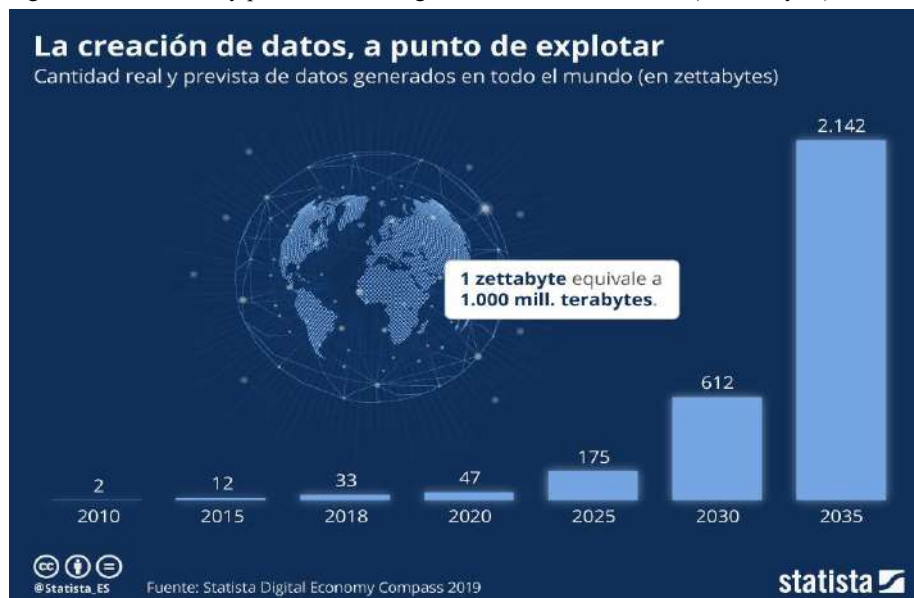 La creación de datos, a punto de explotar
Cantidad real y prevista de datos generados en todo el mundo (en zettabytes)
2.142
1 zettabyte equivale a
1.000 mill. terabytes.
612
175
47
33
12
2
2010 2015 2018 2020 2025 2030 2035
@Statista_ES Fuente: Statista Digital Economy Compass 2019 statista